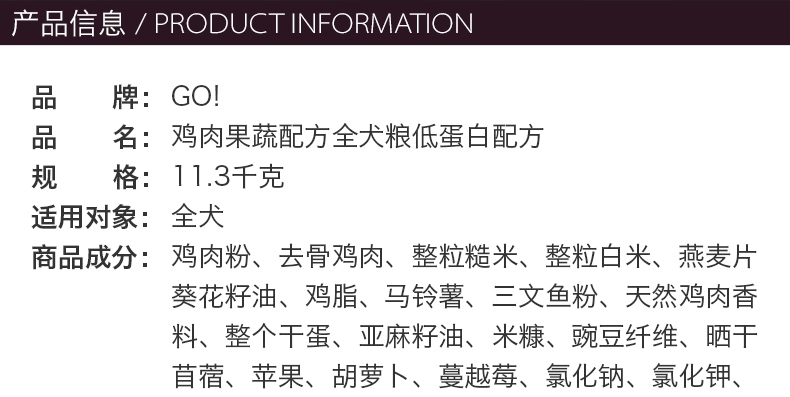 产品信息 / PRODUCT INFORMATION
品　牌：GO!
品　名：鸡肉果蔬配方全犬粮低蛋白配方
规　格：11.3千克
适用对象：全犬
商品成分：鸡肉粉、去骨鸡肉、整粒糙米、整粒白米、燕麦片
葵花籽油、鸡脂、马铃薯、三文鱼粉、天然鸡肉香
料、整个干蛋、亚麻籽油、米糠、豌豆纤维、晒干
苜蓿、苹果、胡萝卜、蔓越莓、氯化钠、氯化钾、